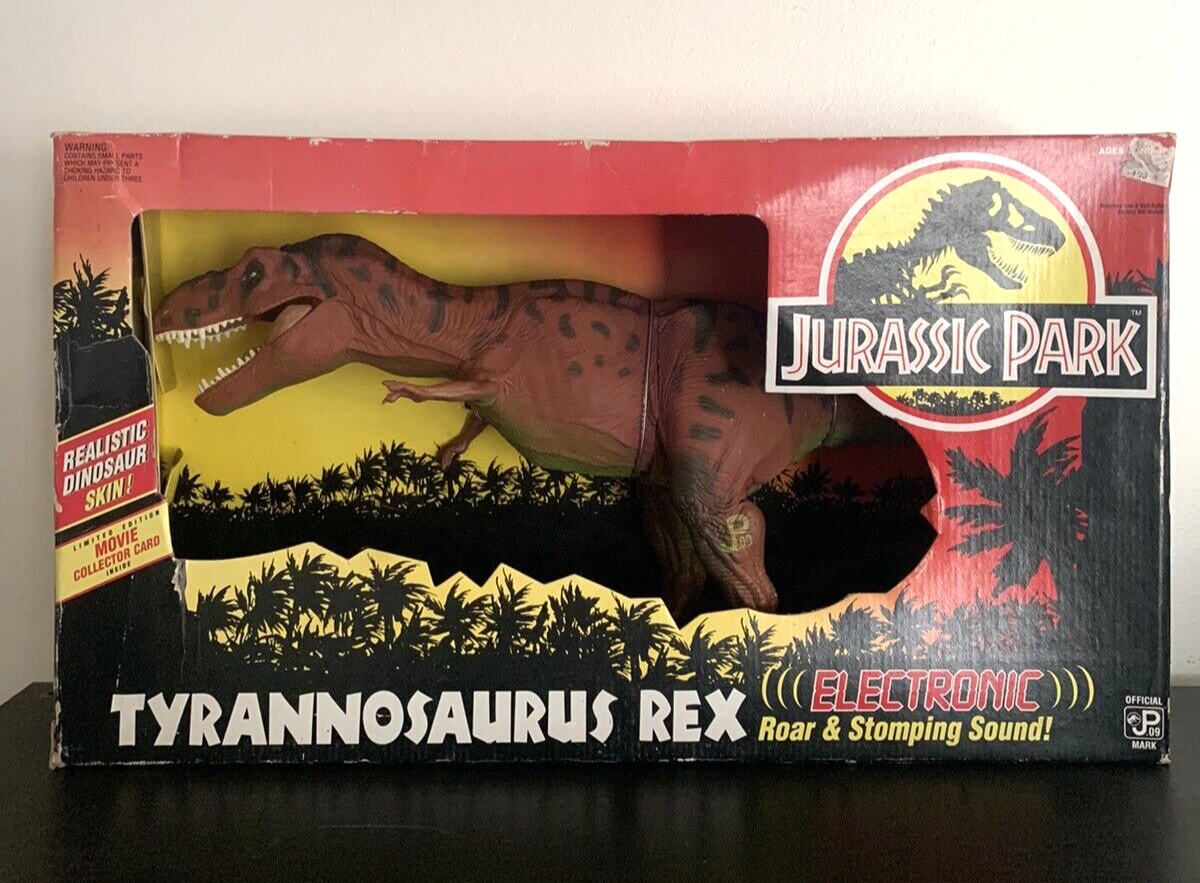 WARNING:
CONTAINS SMALL PARTS
WHICH MAY PRESENT A
CHOKING HAZARD TO
CHILDREN UNDER THREE.
AGES
JURASSIC PARK™
REALISTIC
DINOSAUR
SKIN!
LIMITED EDITION
MOVIE
COLLECTOR CARD
INSIDE
TYRANNOSAURUS REX
ELECTRONIC
Roar & Stomping Sound!
OFFICIAL
JP
.09
MARK